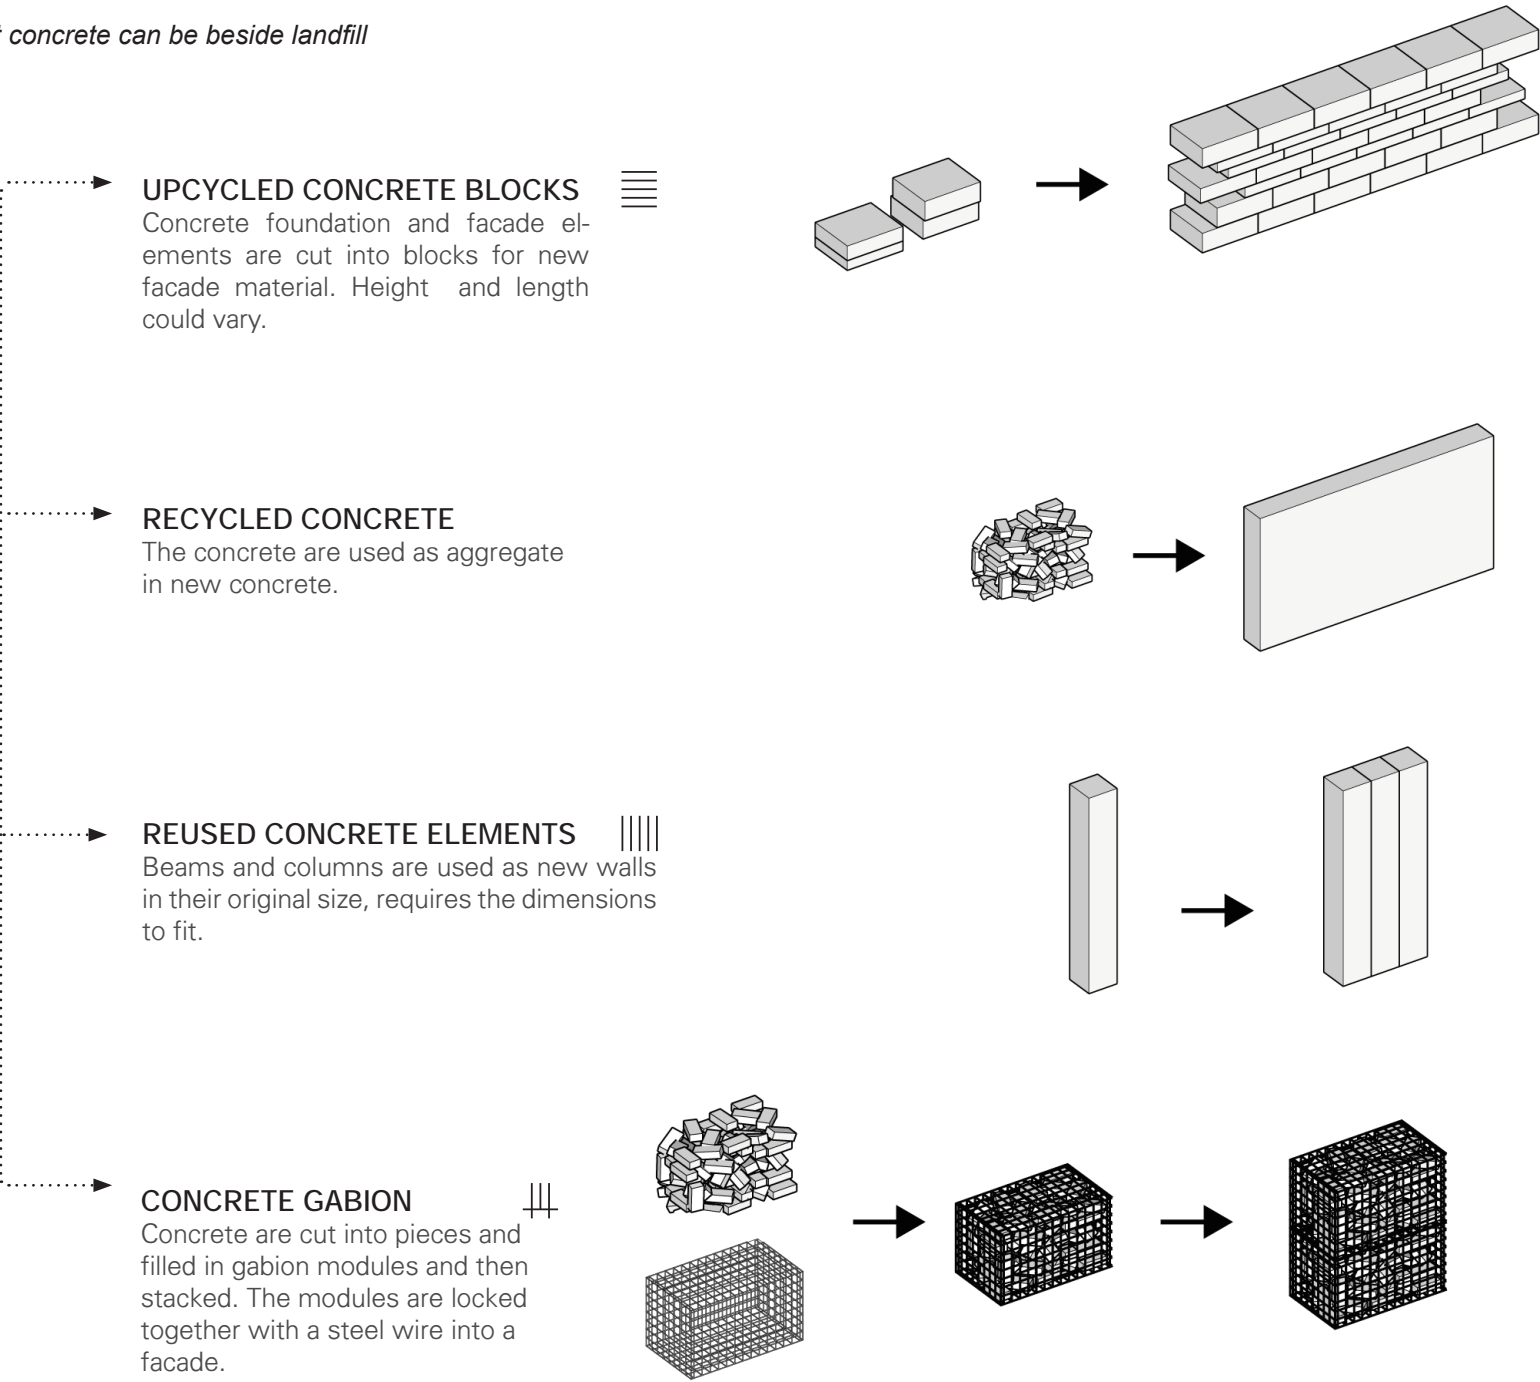 concrete can be beside landfill
UPCYCLED CONCRETE BLOCKS
Concrete foundation and facade el-
ements are cut into blocks for new
facade material. Height and length
could vary.
RECYCLED CONCRETE
The concrete are used as aggregate
in new concrete.
REUSED CONCRETE ELEMENTS
Beams and columns are used as new walls
in their original size, requires the dimensions
to fit.
CONCRETE GABION
Concrete are cut into pieces and
filled in gabion modules and then
stacked. The modules are locked
together with a steel wire into a
facade.